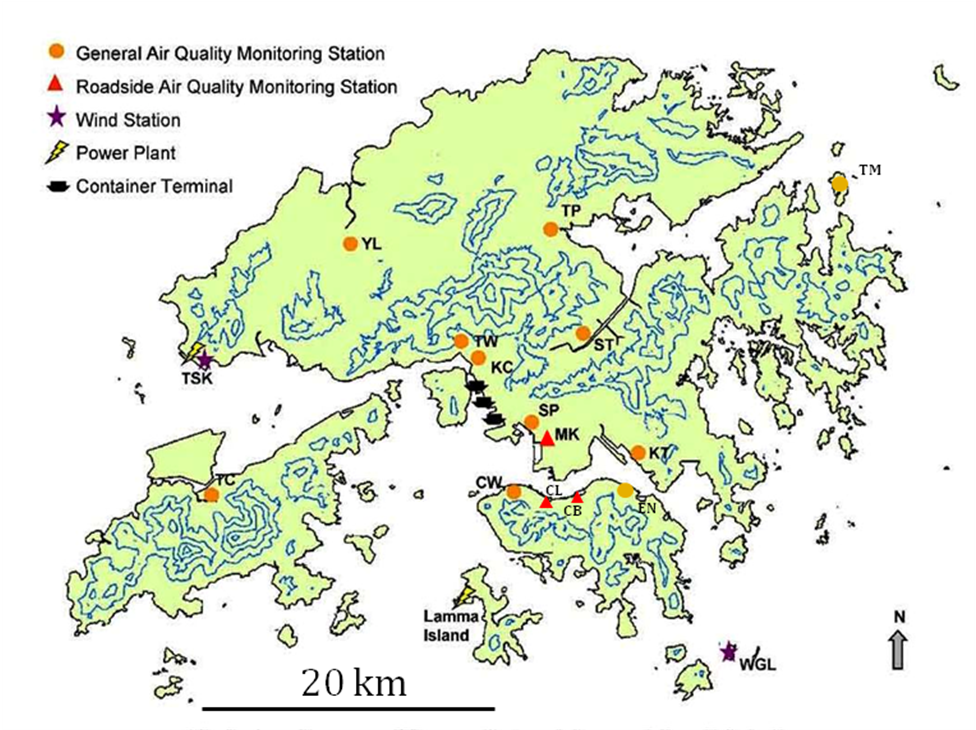 General Air Quality Monitoring Station
Roadside Air Quality Monitoring Station
Wind Station
Power Plant
Container Terminal
TM
TP
YL
TW
ST
KC
TSK
SP
MK
KT
TC
CW
CL
CB
EN
Lamma
Island
N
WGL
20 km